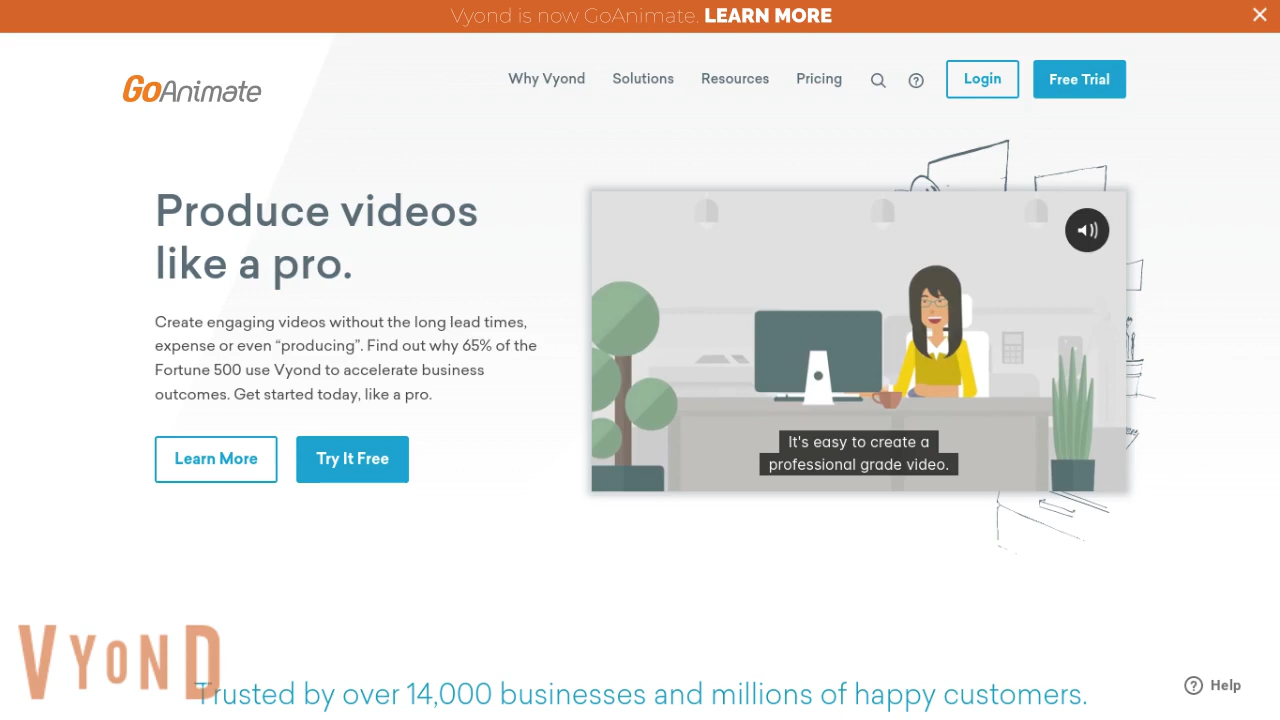 Vyond is now GoAnimate. LEARN MORE
GoAnimate
Why Vyond Solutions Resources Pricing Login Free Trial
Produce videos
like a pro.
Create engaging videos without the long lead times,
expense or even “producing”. Find out why 65% of the
Fortune 500 use Vyond to accelerate business
outcomes. Get started today, like a pro.
Learn More Try It Free
It's easy to create a
professional grade video.
VYOND
Trusted by over 14,000 businesses and millions of happy customers.
Help